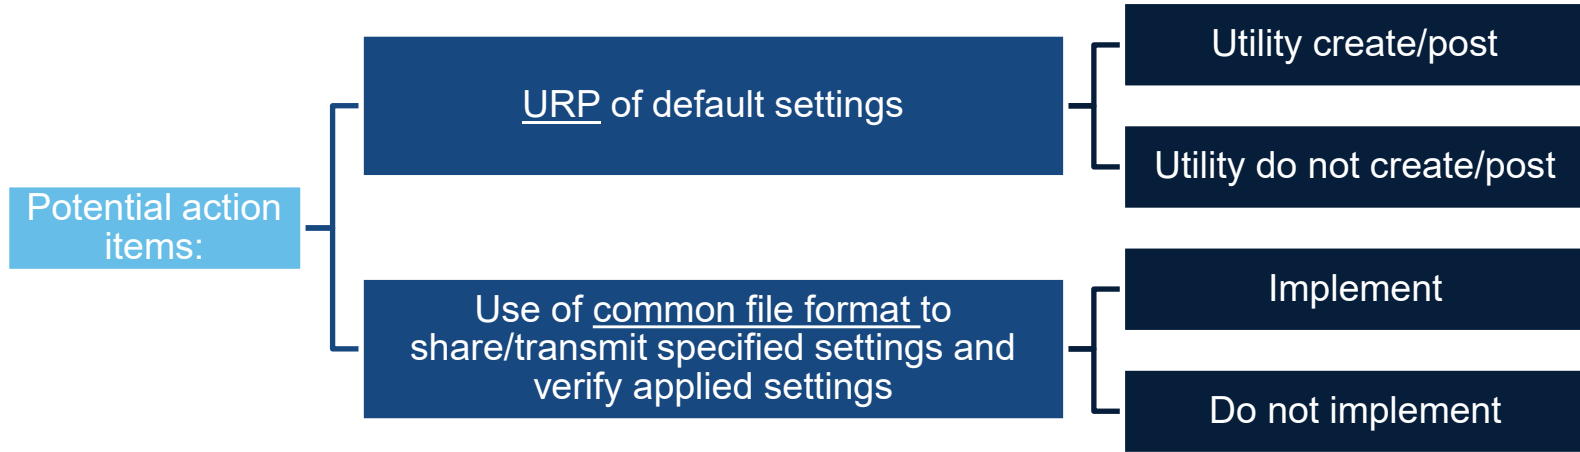 Potential action
items:
URP of default settings
Utility create/post
Utility do not create/post
Use of common file format to
share/transmit specified settings and
verify applied settings
Implement
Do not implement